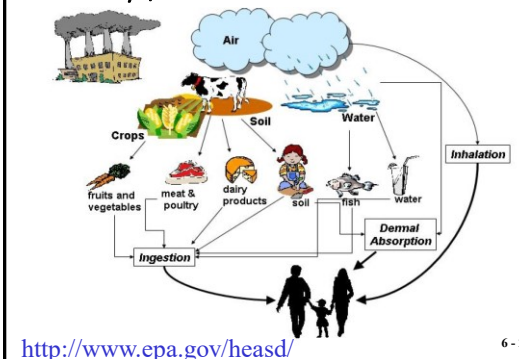 Air
Soil
Water
Crops
Inhalation
fruits and
vegetables
meat &
poultry
dairy
products
soil
fish
water
Dermal
Absorption
Ingestion
http://www.epa.gov/heasd/
6 -